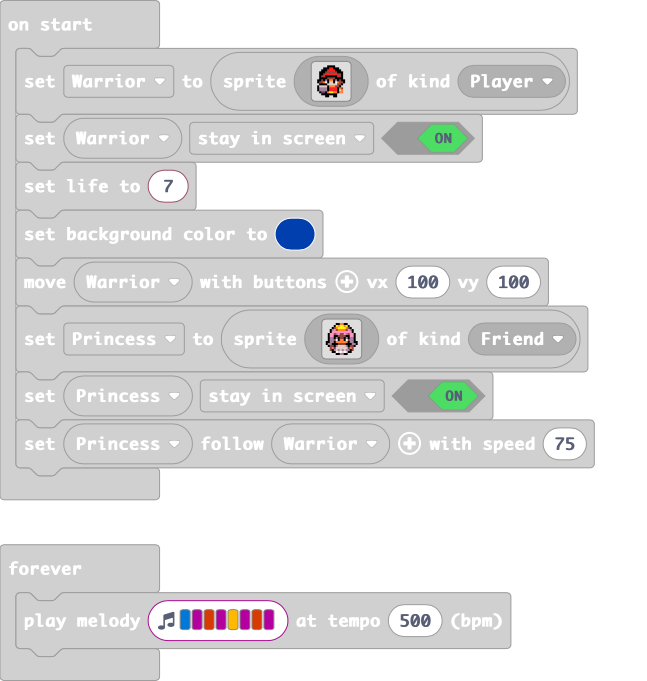 on start
set Warrior to sprite of kind Player
set Warrior stay in screen ON
set life to 7
set background color to
move Warrior with buttons vx 100 vy 100
set Princess to sprite of kind Friend
set Princess stay in screen ON
set Princess follow Warrior with speed 75
forever
play melody at tempo 500 (bpm)